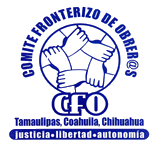 COMITE FRONTERIZO DE OBRER@S
CFO
Tamaulipas, Coahuila, Chihuahua
justicia•libertad•autonomía